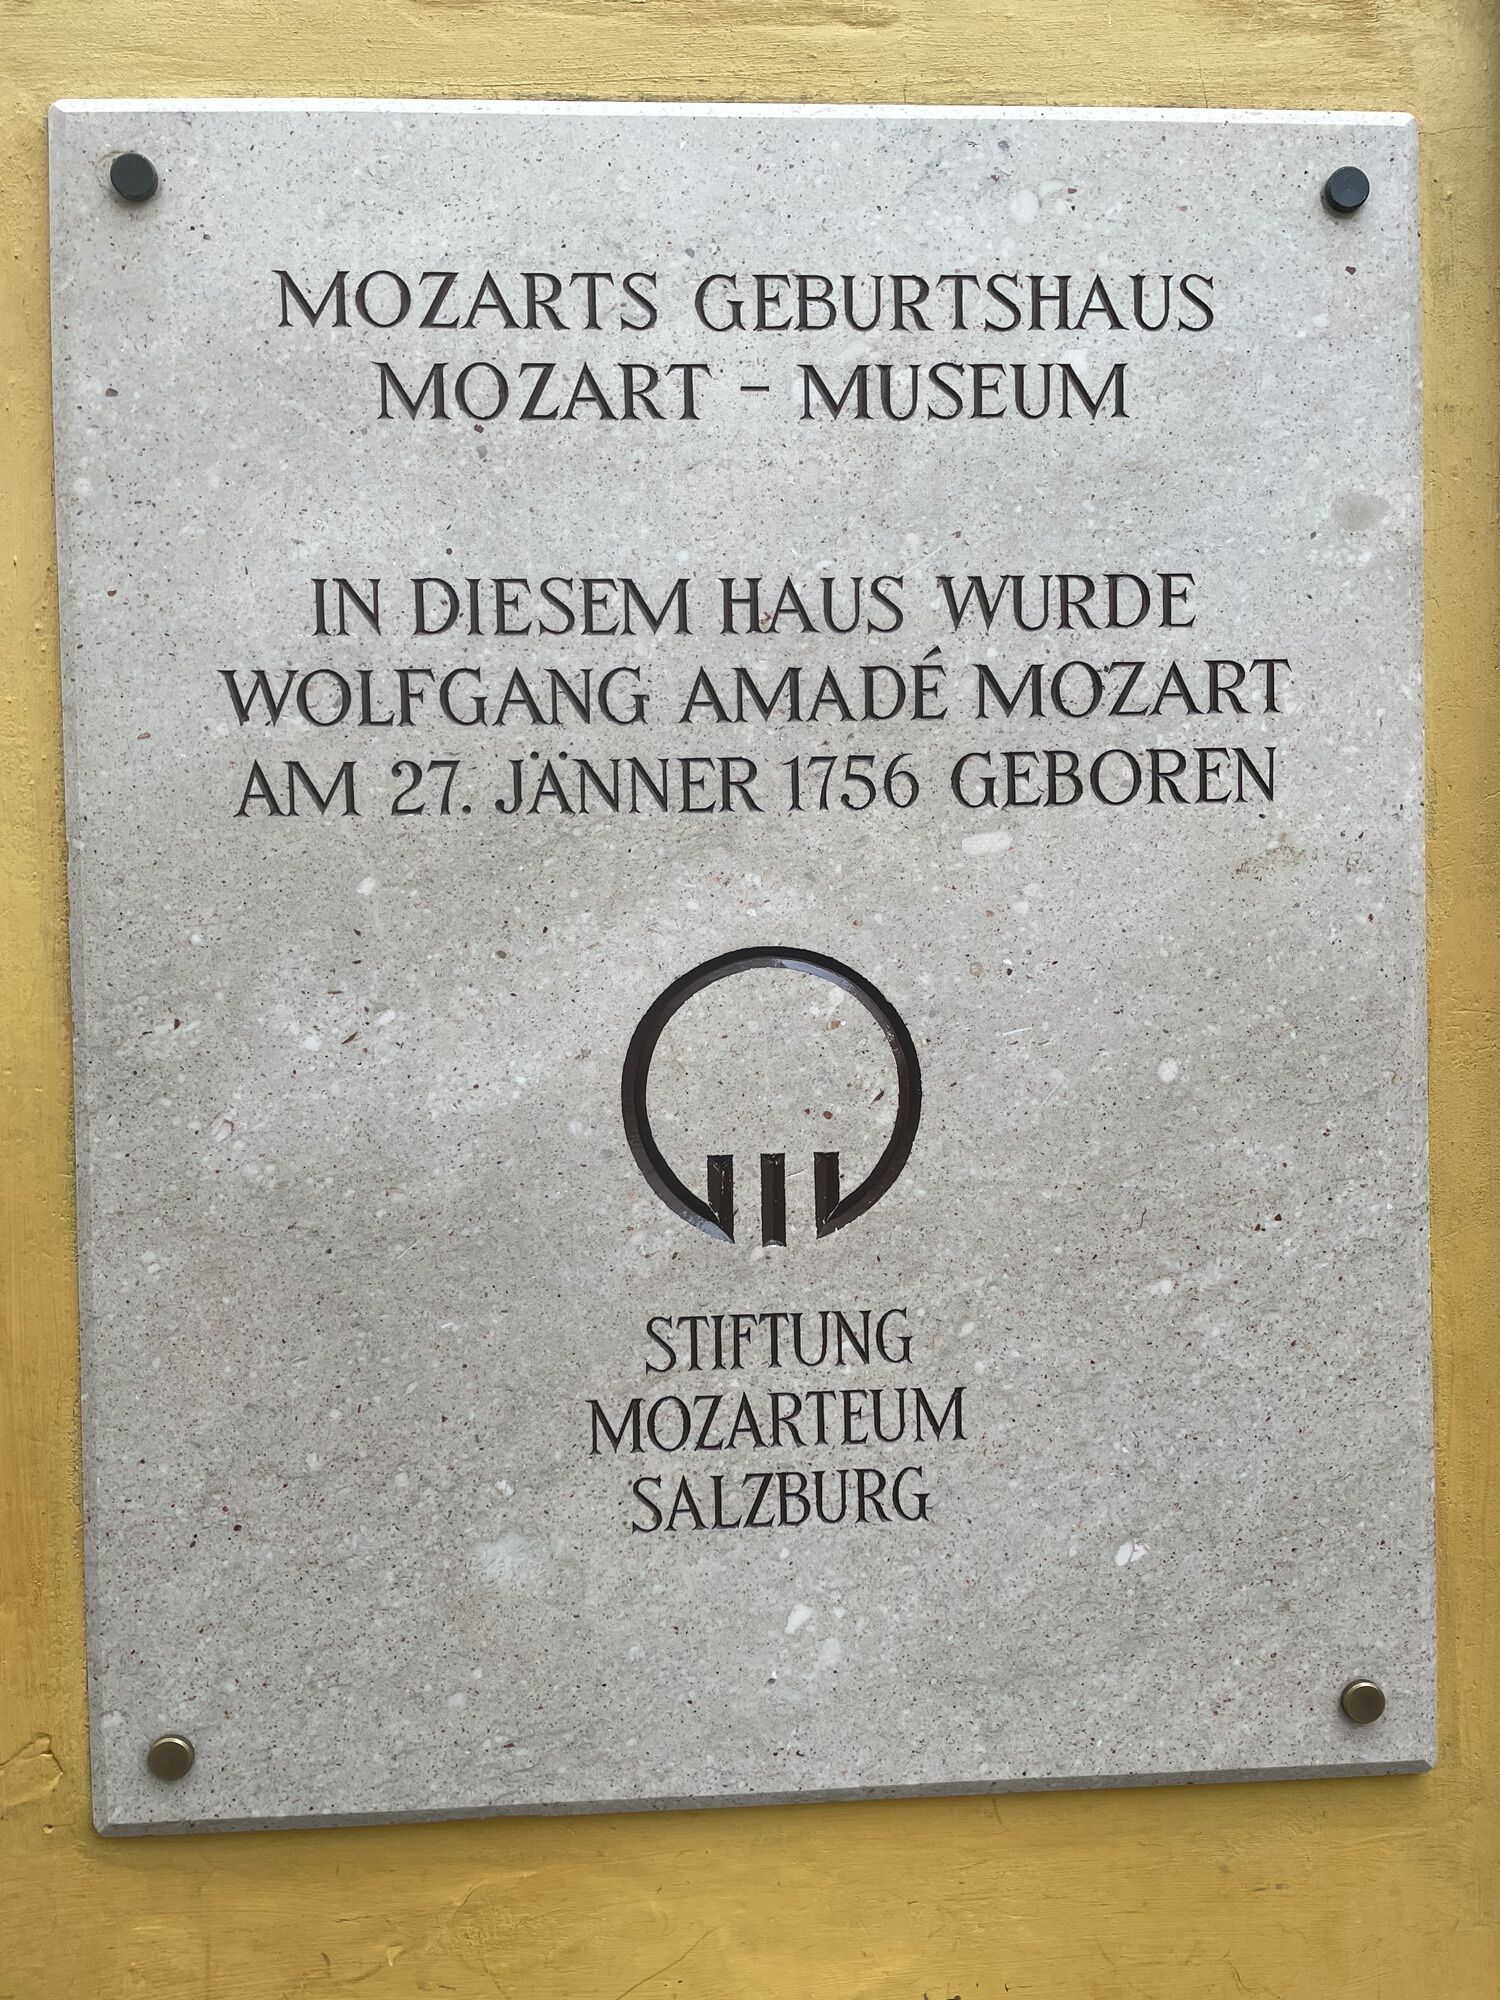 MOZARTS GEBURTSHAUS
MOZART - MUSEUM
IN DIESEM HAUS WURDE
WOLFGANG AMADÉ MOZART
AM 27. JÄNNER 1756 GEBOREN
STIFTUNG
MOZARTEUM
SALZBURG